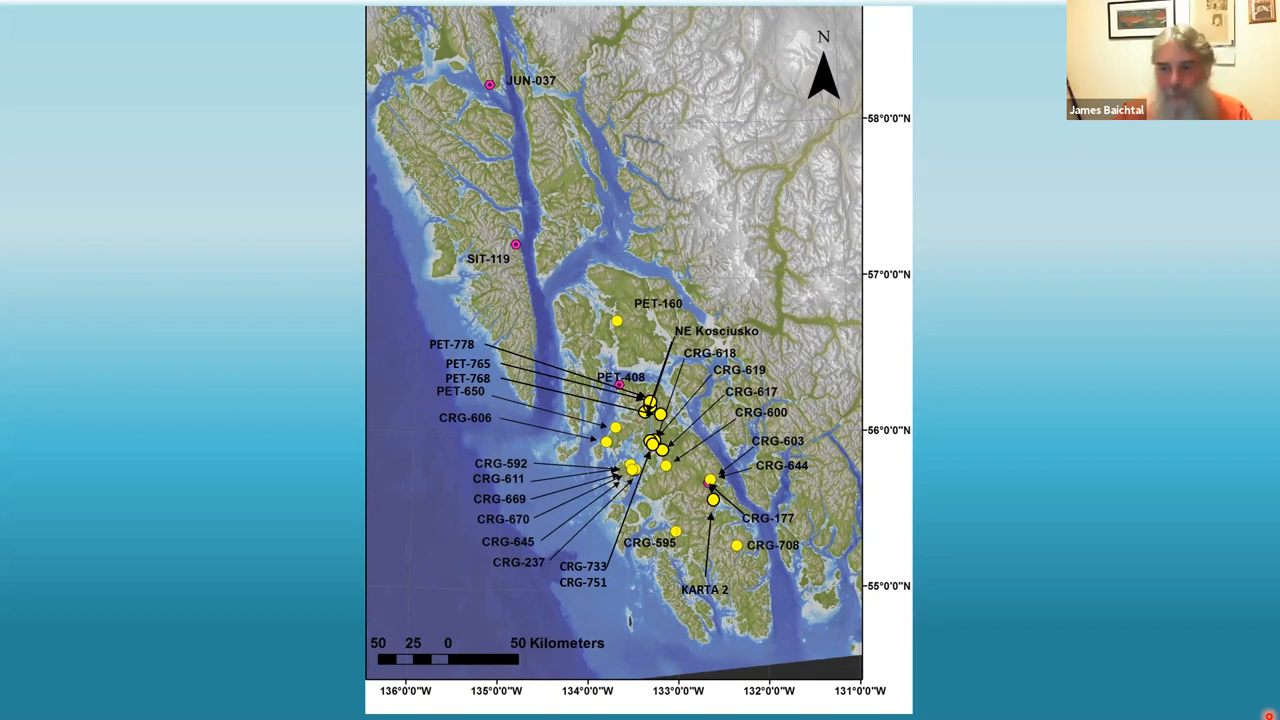 James Baichtal
N
JUN-037
58°0'0"N
SIT-119
57°0'0"N
PET-160
NE Kosciusko
PET-778
CRG-618
PET-765
CRG-619
PET-768
PET-408
PET-650
CRG-617
CRG-606
CRG-600
56°0'0"N
CRG-603
CRG-592
CRG-644
CRG-611
CRG-669
CRG-670
CRG-177
CRG-645
CRG-595
CRG-708
CRG-237
CRG-733
CRG-751
55°0'0"N
KARTA 2
50 25 0 50 Kilometers
136°0'0"W 135°0'0"W 134°0'0"W 133°0'0"W 132°0'0"W 131°0'0"W